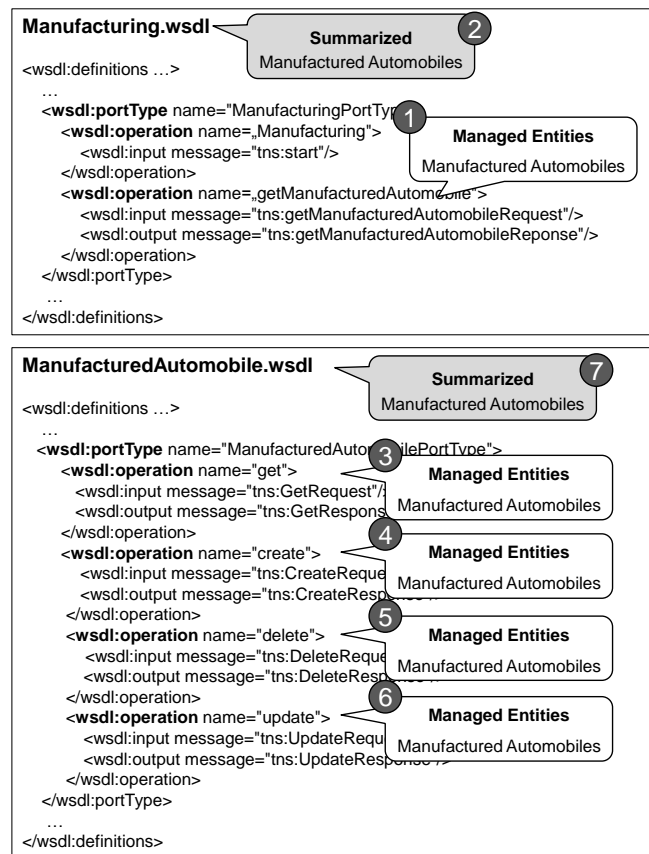 Manufacturing.wsdl
2
Summarized
Manufactured Automobiles
<wsdl:definitions …>
…
<wsdl:portType name="ManufacturingPortTyp
1
<wsdl:operation name=„Manufacturing">
Managed Entities
<wsdl:input message="tns:start"/>
Manufactured Automobiles
</wsdl:operation>
<wsdl:operation name=„getManufacturedAutomobile">
<wsdl:input message="tns:getManufacturedAutomobileRequest"/>
<wsdl:output message="tns:getManufacturedAutomobileReponse"/>
</wsdl:operation>
</wsdl:portType>
…
</wsdl:definitions>
ManufacturedAutomobile.wsdl
7
Summarized
Manufactured Automobiles
<wsdl:definitions …>
…
<wsdl:portType name="ManufacturedAutomobilePortType">
3
<wsdl:operation name="get">
Managed Entities
<wsdl:input message="tns:GetRequest"/
Manufactured Automobiles
<wsdl:output message="tns:GetRespons
</wsdl:operation>
4
<wsdl:operation name="create">
Managed Entities
<wsdl:input message="tns:CreateReque
Manufactured Automobiles
<wsdl:output message="tns:CreateResponse"/>
</wsdl:operation>
5
<wsdl:operation name="delete">
Managed Entities
<wsdl:input message="tns:DeleteReque
Manufactured Automobiles
<wsdl:output message="tns:DeleteResponse"/>
</wsdl:operation>
6
<wsdl:operation name="update">
Managed Entities
<wsdl:input message="tns:UpdateRequ
Manufactured Automobiles
<wsdl:output message="tns:UpdateResponse"/>
</wsdl:operation>
</wsdl:portType>
…
</wsdl:definitions>